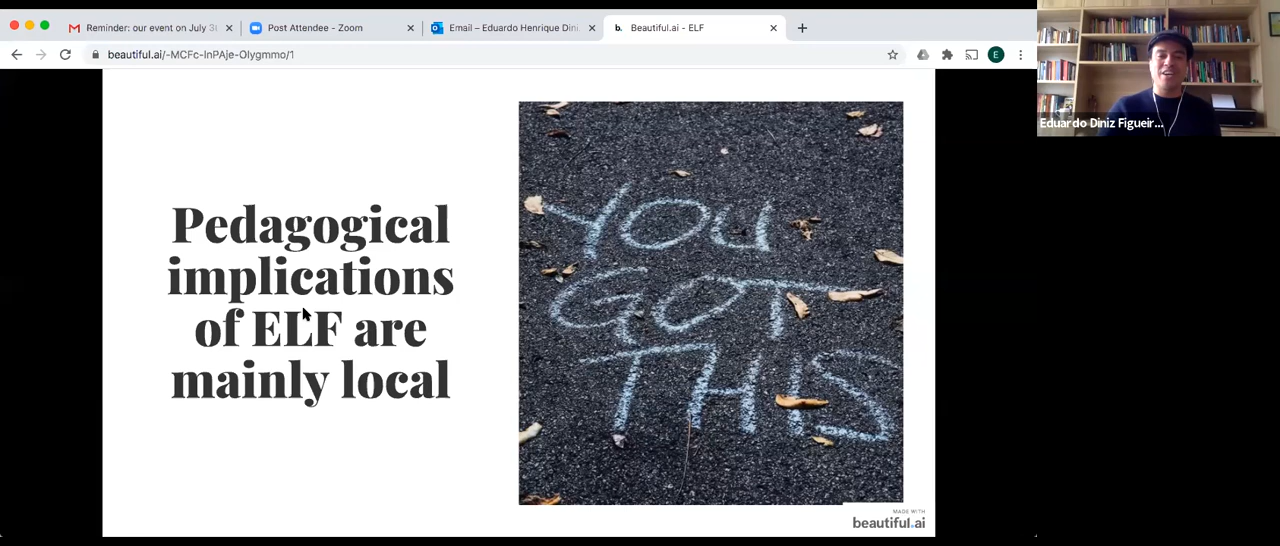 Reminder: our event on July 3
Post Attendee - Zoom
Email – Eduardo Henrique Dini
Beautiful.ai - ELF
beautiful.ai/-MCFc-InPAje-Olygmmo/1
E
Eduardo Diniz Figueir...
Pedagogical
implications
of ELF are
mainly local
YOU
GOT
THIS
MADE WITH
beautiful.ai